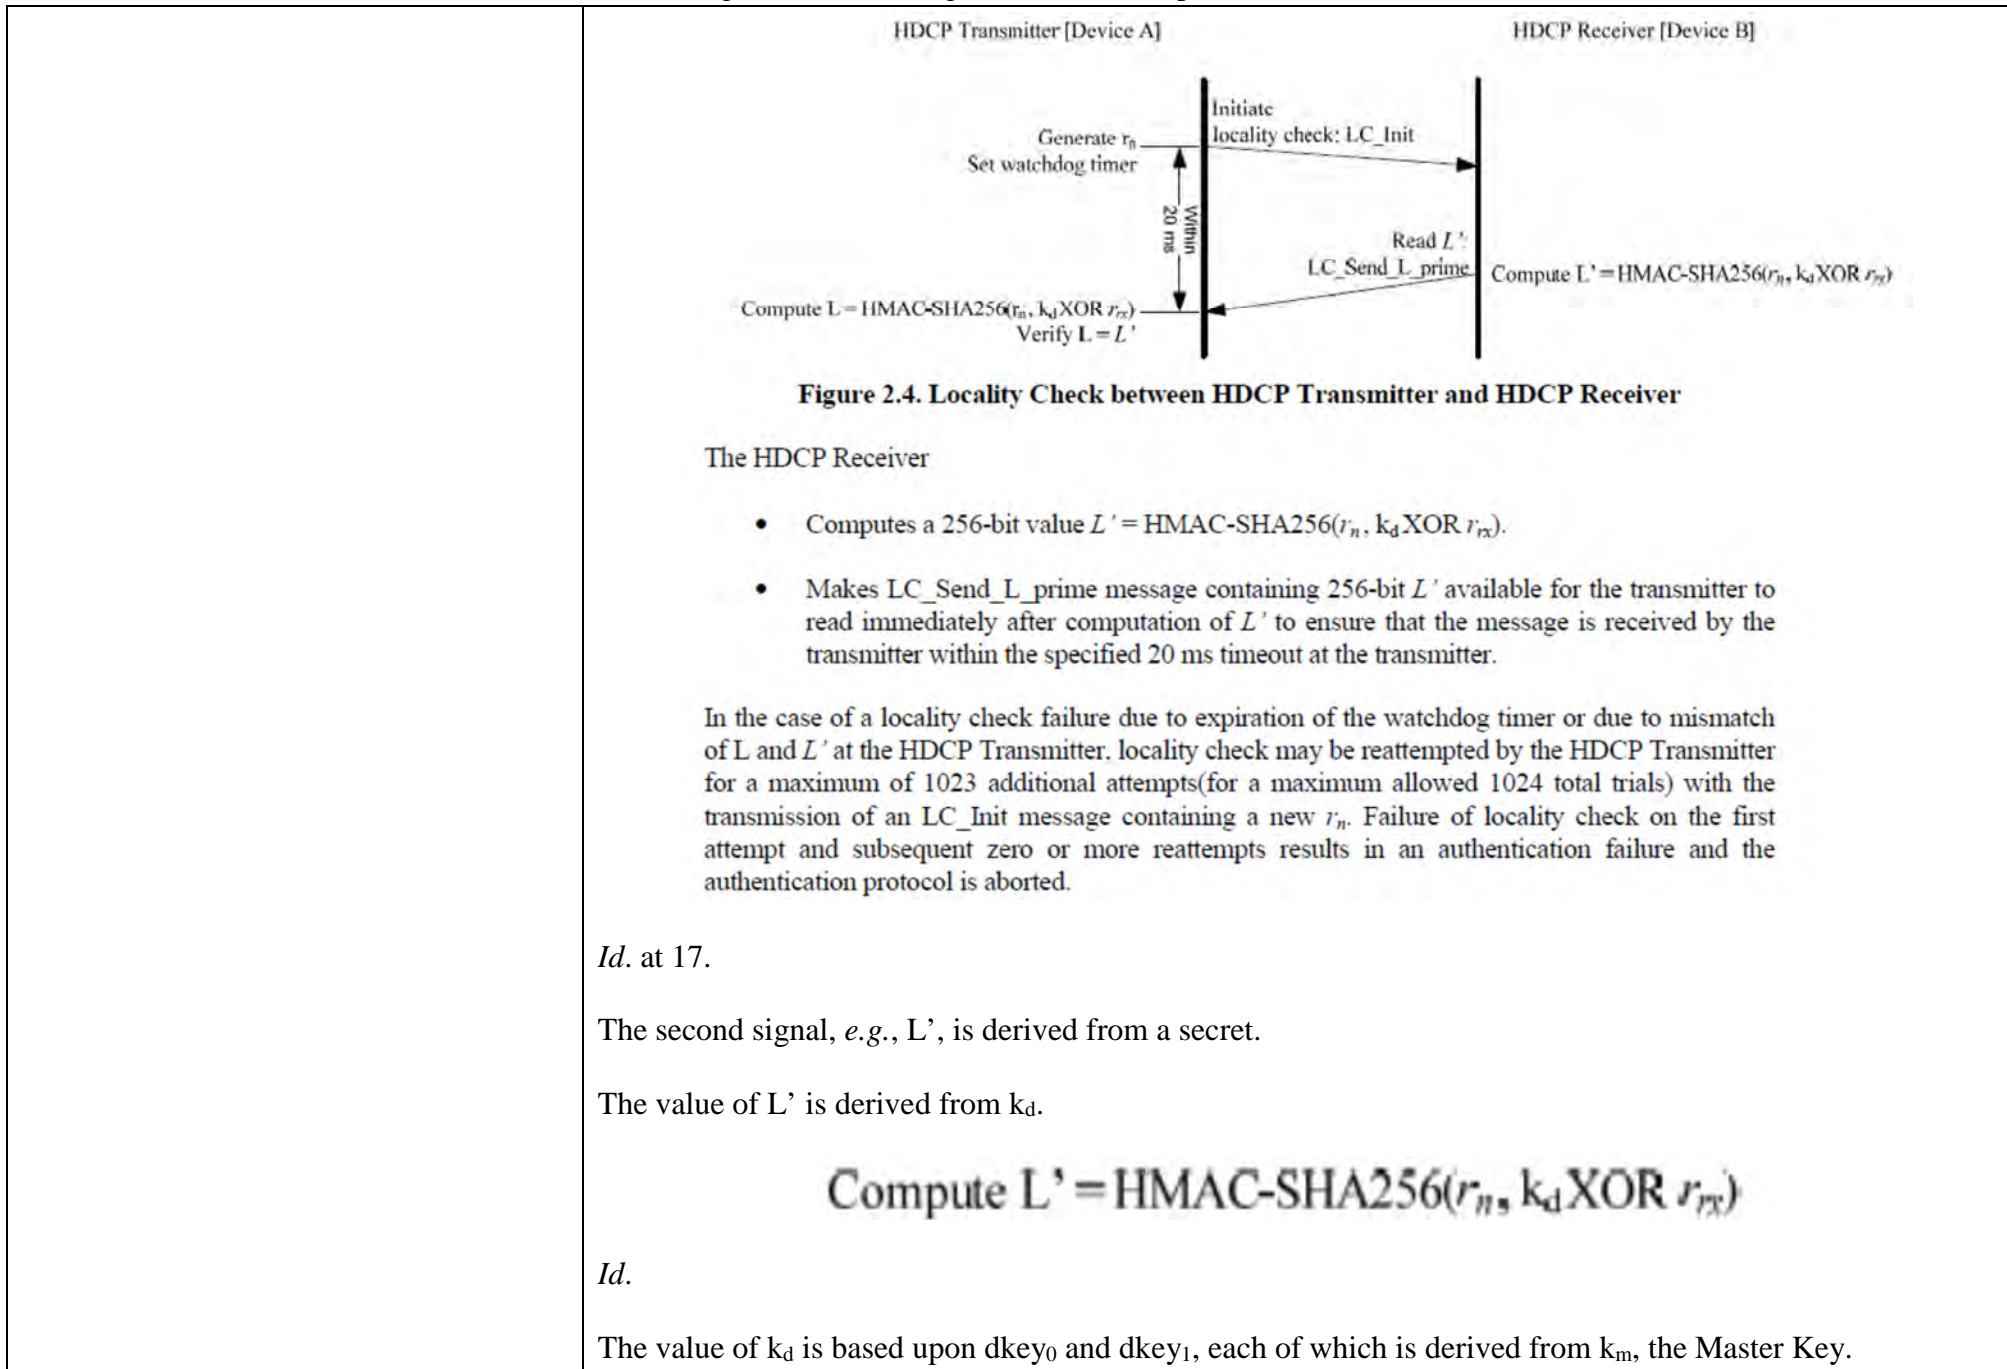 HDCP Transmitter [Device A] HDCP Receiver [Device B]
Initiate
locality check: LC_Init
Generate rn
Set watchdog timer
Within
20 ms
Read L’:
LC_Send_L_prime
Compute L’=HMAC-SHA256(rn, kd XOR rrx)
Compute L=HMAC-SHA256(rn, kd XOR rrx)
Verify L=L’
Figure 2.4. Locality Check between HDCP Transmitter and HDCP Receiver
The HDCP Receiver
• Computes a 256-bit value L’ = HMAC-SHA256(rn, kd XOR rrx).
• Makes LC_Send_L_prime message containing 256-bit L’ available for the transmitter to
read immediately after computation of L’ to ensure that the message is received by the
transmitter within the specified 20 ms timeout at the transmitter.
In the case of a locality check failure due to expiration of the watchdog timer or due to mismatch
of L and L’ at the HDCP Transmitter, locality check may be reattempted by the HDCP Transmitter
for a maximum of 1023 additional attempts(for a maximum allowed 1024 total trials) with the
transmission of an LC_Init message containing a new rn. Failure of locality check on the first
attempt and subsequent zero or more reattempts results in an authentication failure and the
authentication protocol is aborted.
Id. at 17.
The second signal, e.g., L’, is derived from a secret.
The value of L’ is derived from kd.
Compute L’=HMAC-SHA256(rn, kd XOR rrx)
Id.
The value of kd is based upon dkey0 and dkey1, each of which is derived from km, the Master Key.